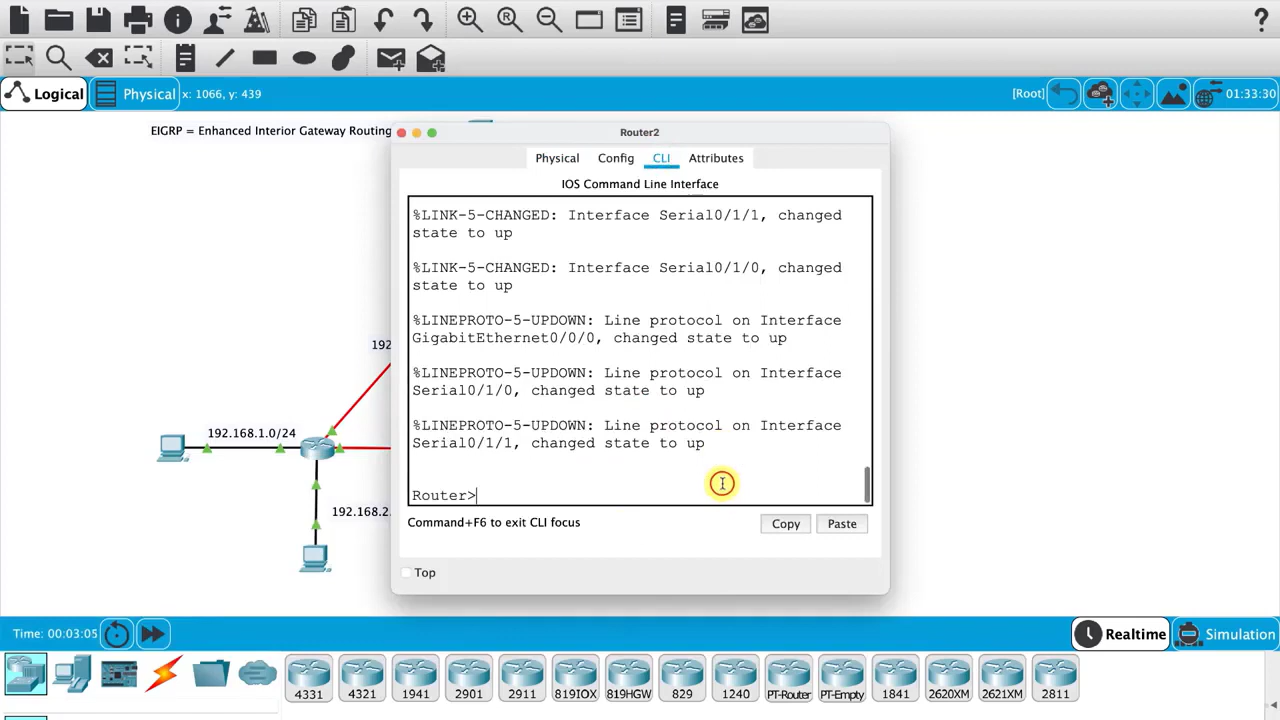 Logical
Physical
x: 1066, y: 439
[Root]
01:33:30
EIGRP = Enhanced Interior Gateway Routing
Router2
Physical
Config
CLI
Attributes
IOS Command Line Interface
%LINK-5-CHANGED: Interface Serial0/1/1, changed
state to up
%LINK-5-CHANGED: Interface Serial0/1/0, changed
state to up
%LINEPROTO-5-UPDOWN: Line protocol on Interface
GigabitEthernet0/0/0, changed state to up
%LINEPROTO-5-UPDOWN: Line protocol on Interface
Serial0/1/0, changed state to up
%LINEPROTO-5-UPDOWN: Line protocol on Interface
Serial0/1/1, changed state to up
Router>
192
192.168.1.0/24
192.168.2
Command+F6 to exit CLI focus
Copy
Paste
Top
Time: 00:03:05
Realtime
Simulation
4331
4321
1941
2901
2911
819IOX
819HGW
829
1240
PT-Router
PT-Empty
1841
2620XM
2621XM
2811